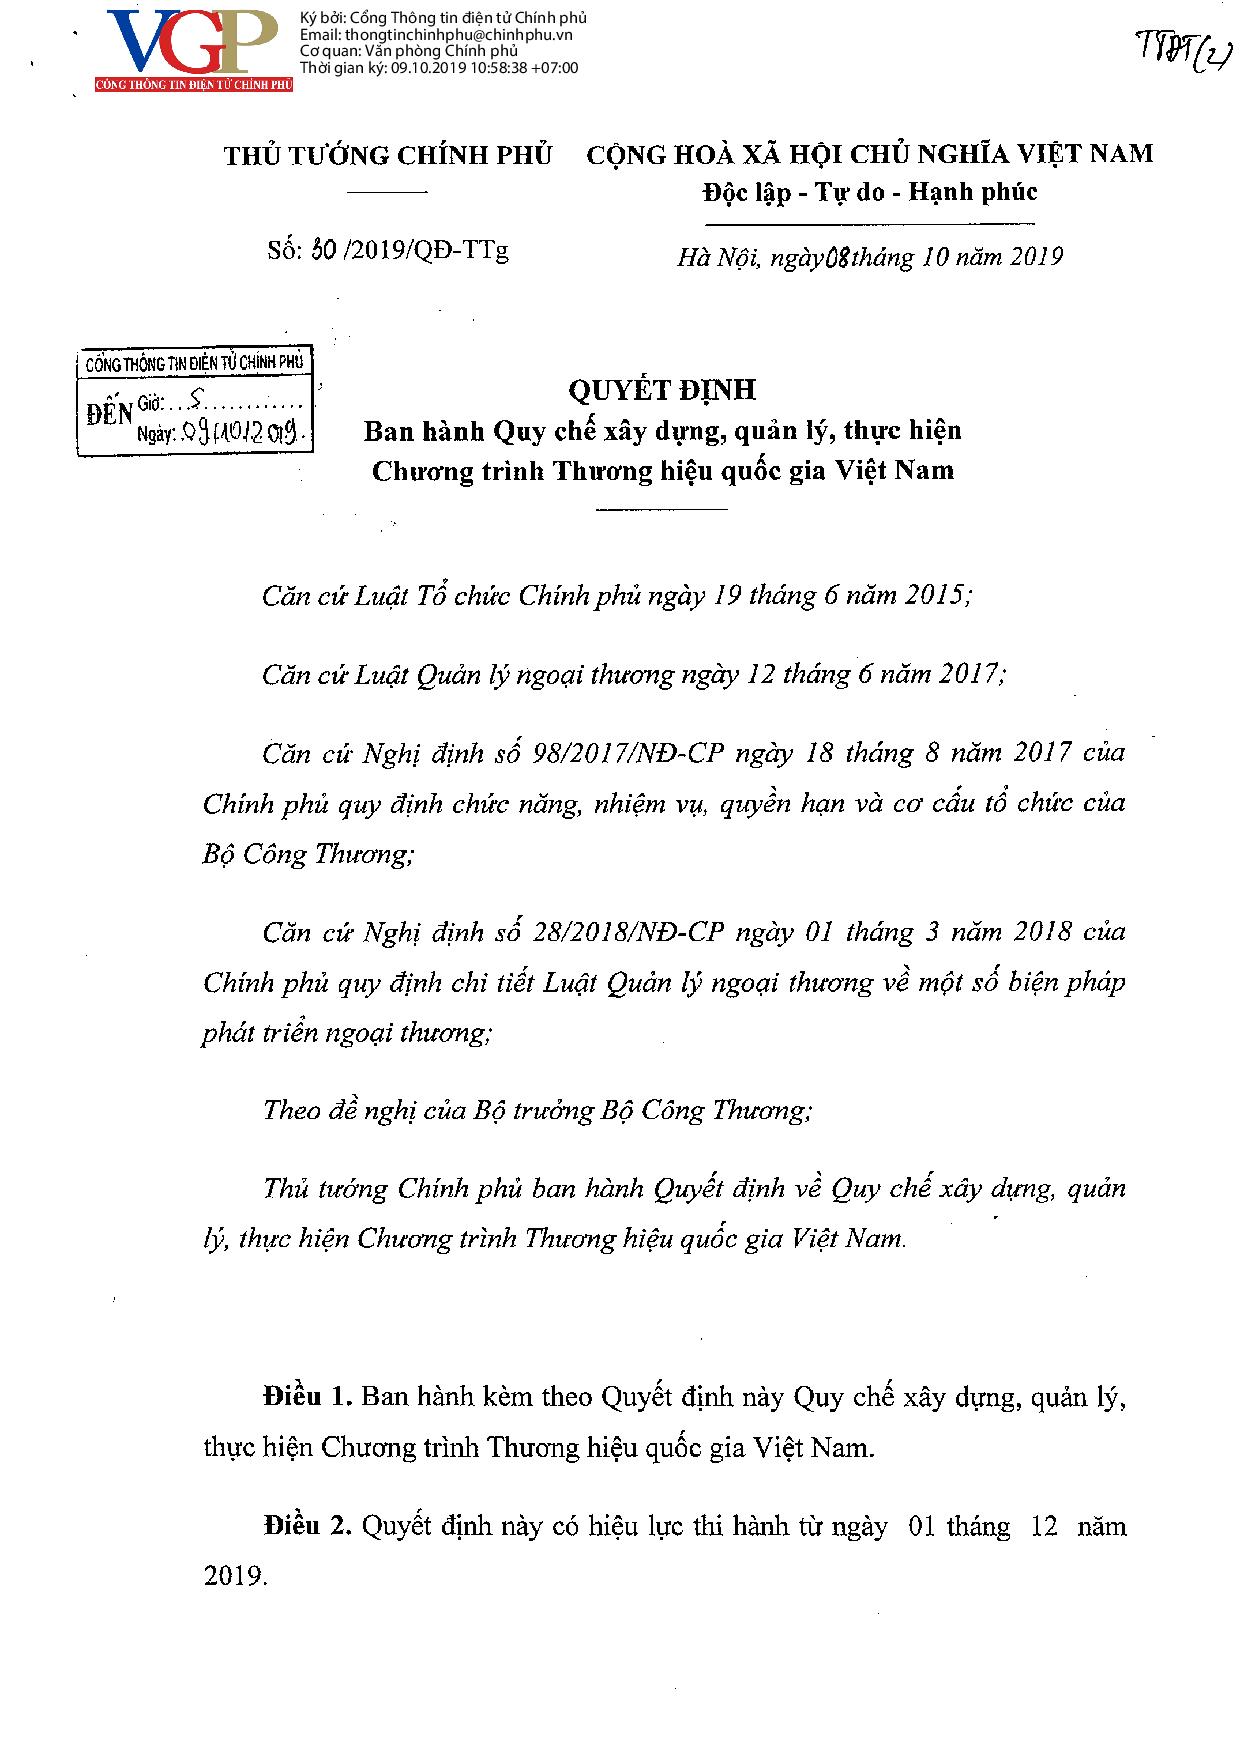 Ký bởi: Cổng Thông tin điện tử Chính phủ
Email: thongtinchinhphu@chinhphu.vn
Cơ quan: Văn phòng Chính phủ
Thời gian ký: 09.10.2019 10:58:38 +07:00
VGP
CỔNG THÔNG TIN ĐIỆN TỬ CHÍNH PHỦ
TTĐT(2)
THỦ TƯỚNG CHÍNH PHỦ
CỘNG HOÀ XÃ HỘI CHỦ NGHĨA VIỆT NAM
Độc lập - Tự do - Hạnh phúc
Số: 30 /2019/QĐ-TTg
Hà Nội, ngày 08 tháng 10 năm 2019
CỔNG THÔNG TIN ĐIỆN TỬ CHÍNH PHỦ
ĐẾN Giờ: ...S............
Ngày: 09/10/2019.
QUYẾT ĐỊNH
Ban hành Quy chế xây dựng, quản lý, thực hiện
Chương trình Thương hiệu quốc gia Việt Nam
Căn cứ Luật Tổ chức Chính phủ ngày 19 tháng 6 năm 2015;
Căn cứ Luật Quản lý ngoại thương ngày 12 tháng 6 năm 2017;
Căn cứ Nghị định số 98/2017/NĐ-CP ngày 18 tháng 8 năm 2017 của
Chính phủ quy định chức năng, nhiệm vụ, quyền hạn và cơ cấu tổ chức của
Bộ Công Thương;
Căn cứ Nghị định số 28/2018/NĐ-CP ngày 01 tháng 3 năm 2018 của
Chính phủ quy định chi tiết Luật Quản lý ngoại thương về một số biện pháp
phát triển ngoại thương;
Theo đề nghị của Bộ trưởng Bộ Công Thương;
Thủ tướng Chính phủ ban hành Quyết định về Quy chế xây dựng, quản
lý, thực hiện Chương trình Thương hiệu quốc gia Việt Nam.
Điều 1. Ban hành kèm theo Quyết định này Quy chế xây dựng, quản lý,
thực hiện Chương trình Thương hiệu quốc gia Việt Nam.
Điều 2. Quyết định này có hiệu lực thi hành từ ngày 01 tháng 12 năm
2019.